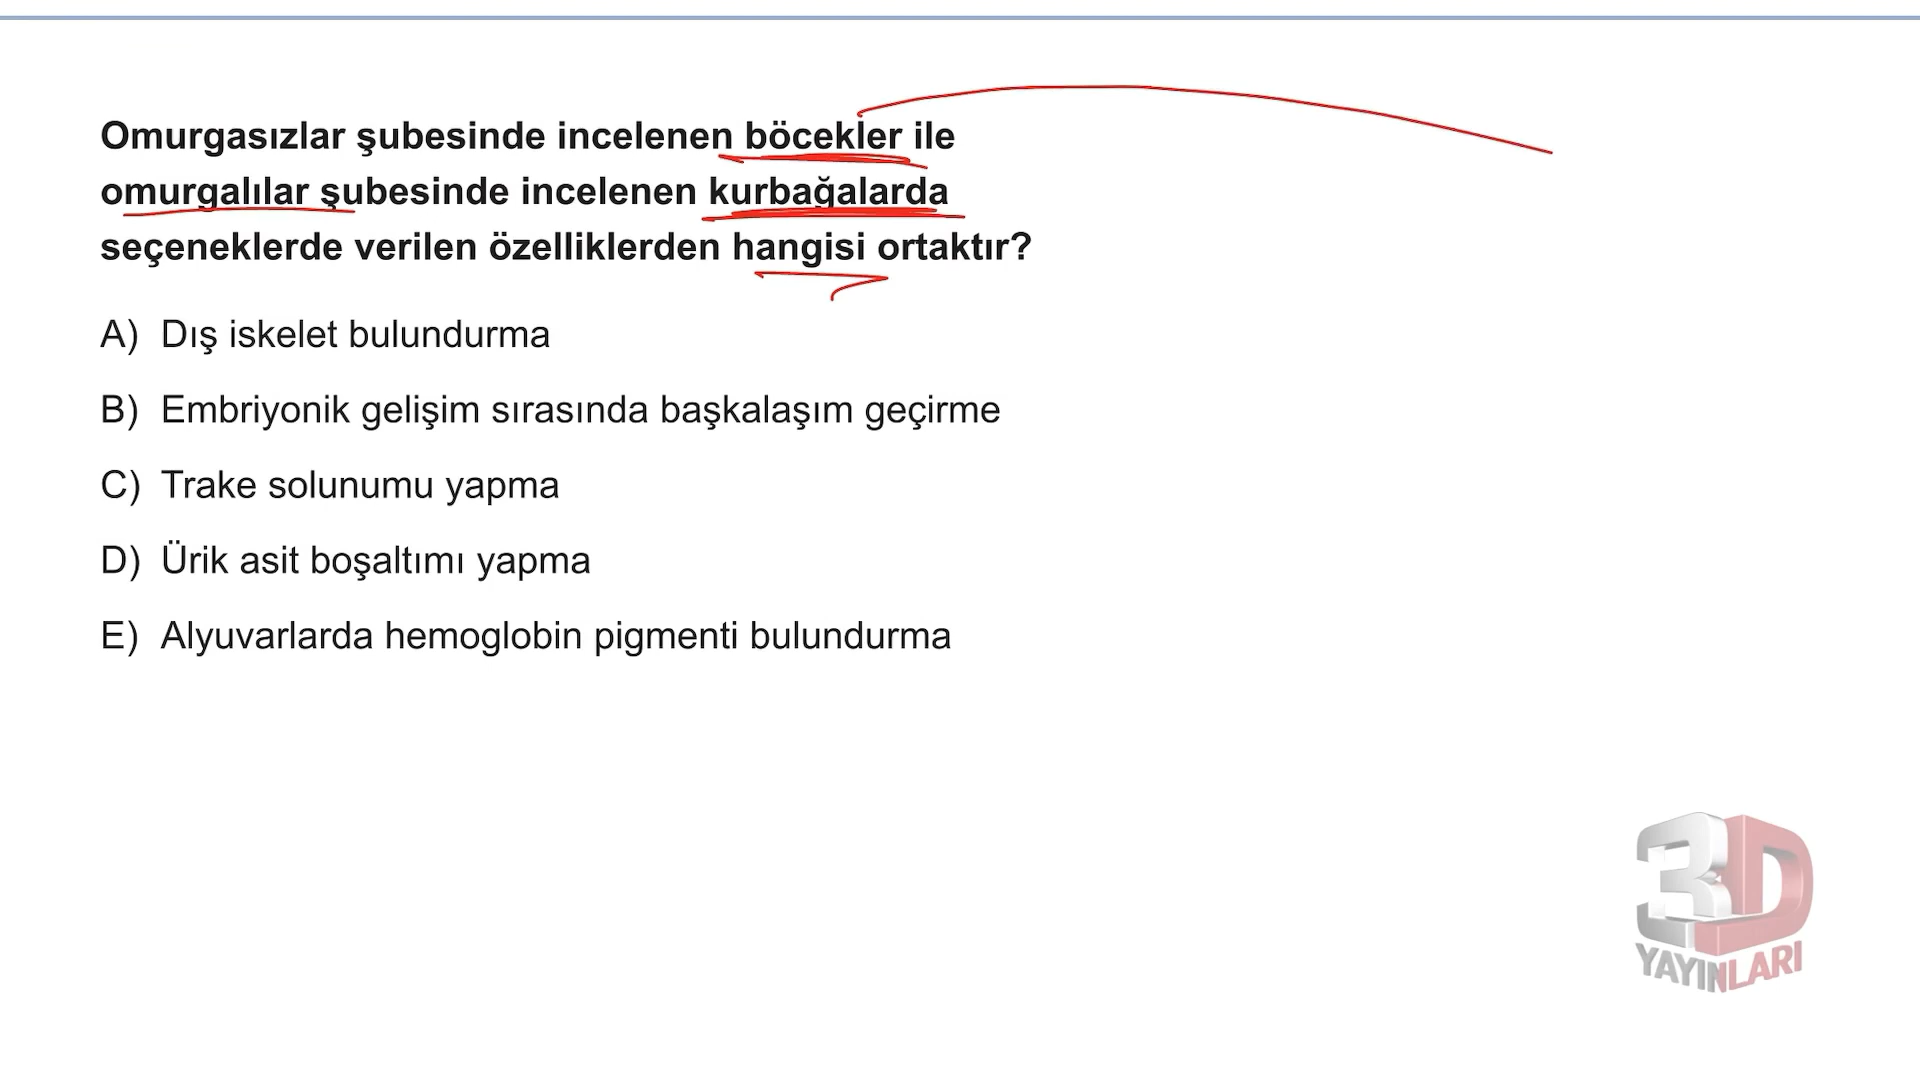 Omurgasızlar şubesinde incelenen böcekler ile
omurgalılar şubesinde incelenen kurbağalarda
seçeneklerde verilen özelliklerden hangisi ortaktır?
A) Dış iskelet bulundurma
B) Embriyonik gelişim sırasında başkalaşım geçirme
C) Trake solunumu yapma
D) Ürik asit boşaltımı yapma
E) Alyuvarlarda hemoglobin pigmenti bulundurma
3D
YAYINLARI